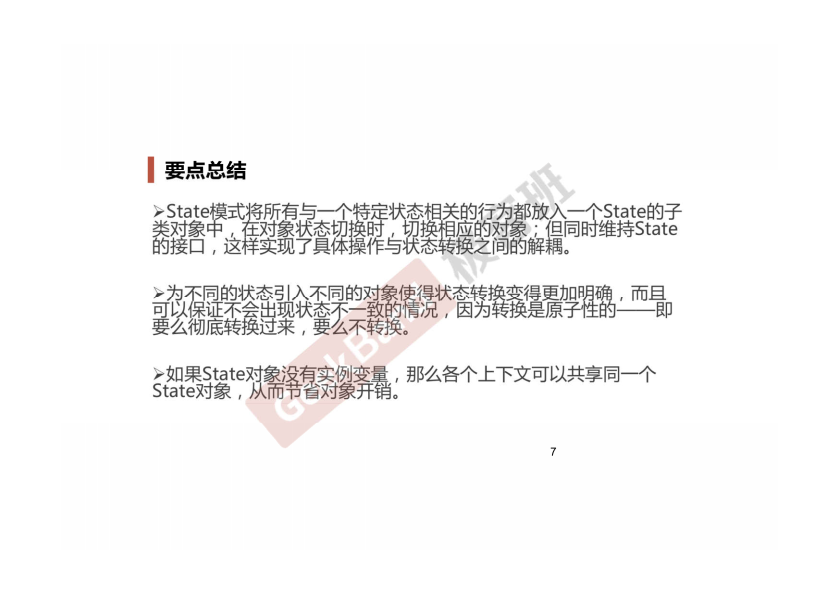 要点总结
➢State模式将所有与一个特定状态相关的行为都放入一个State的子
类对象中，在对象状态切换时，切换相应的对象；但同时维持State
的接口，这样实现了具体操作与状态转换之间的解耦。
➢为不同的状态引入不同的对象使得状态转换变得更加明确，而且
可以保证不会出现状态不一致的情况，因为转换是原子性的——即
要么彻底转换过来，要么不转换。
➢如果State对象没有实例变量，那么各个上下文可以共享同一个
State对象，从而节省对象开销。
7